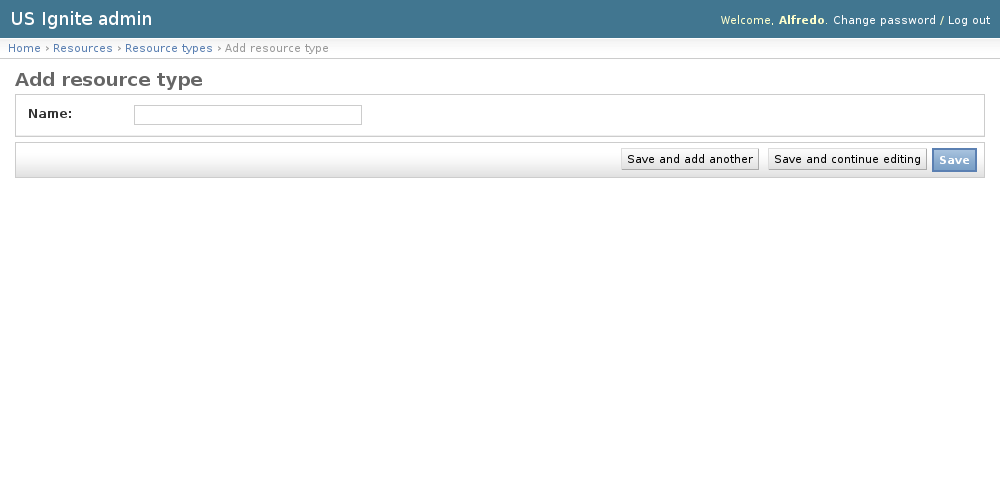 US Ignite admin
Welcome, Alfredo. Change password / Log out
Home › Resources › Resource types › Add resource type
Add resource type
Name:
Save and add another
Save and continue editing
Save